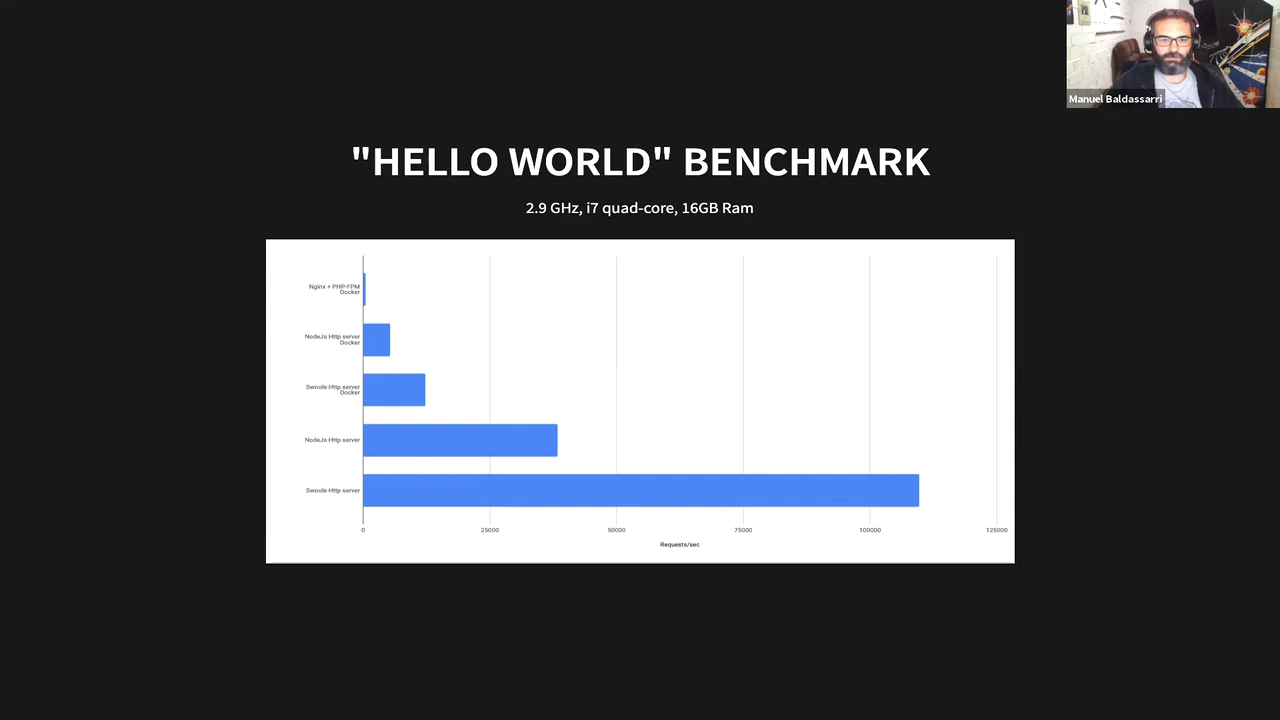 Manuel Baldassarri
"HELLO WORLD" BENCHMARK
2.9 GHz, i7 quad-core, 16GB Ram
Nginx + PHP-FPM
Docker
NodeJs Http server
Docker
Swoole Http server
Docker
NodeJs Http server
Swoole Http server
0 25000 50000 75000 100000 125000
Requests/sec